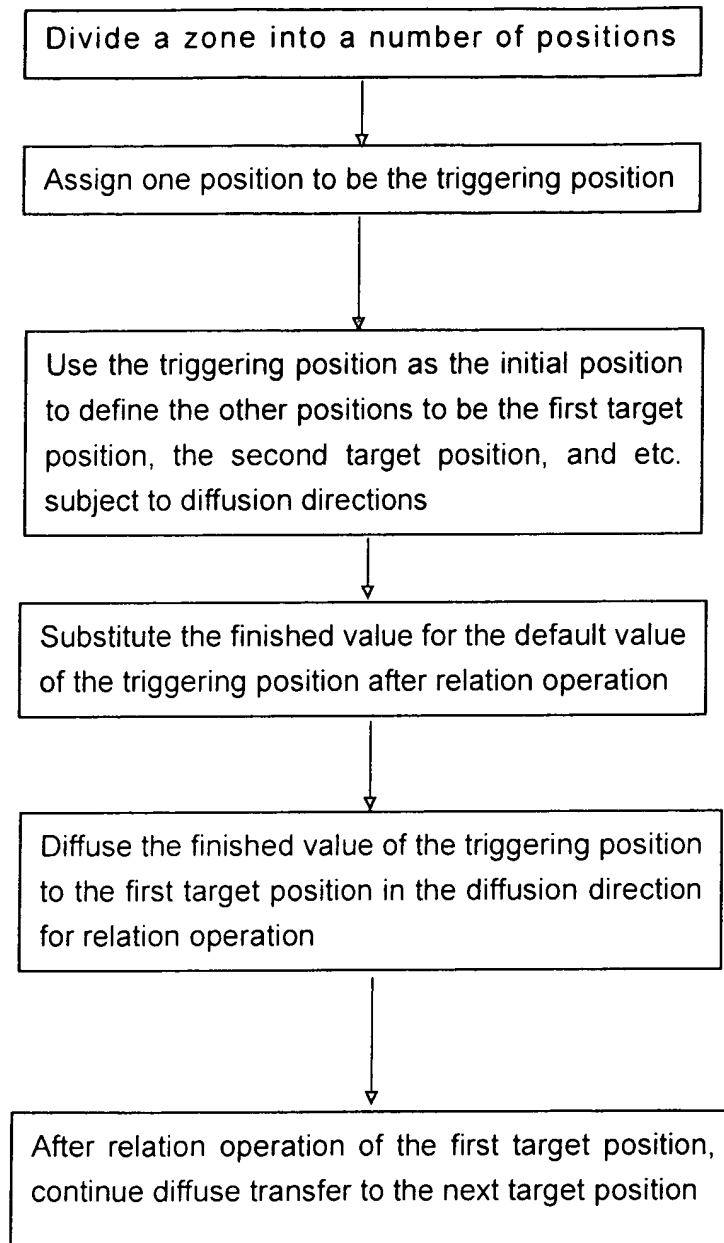 Divide a zone into a number of positions
Assign one position to be the triggering position
Use the triggering position as the initial position
to define the other positions to be the first target
position, the second target position, and etc.
subject to diffusion directions
Substitute the finished value for the default value
of the triggering position after relation operation
Diffuse the finished value of the triggering position
to the first target position in the diffusion direction
for relation operation
After relation operation of the first target position,
continue diffuse transfer to the next target position